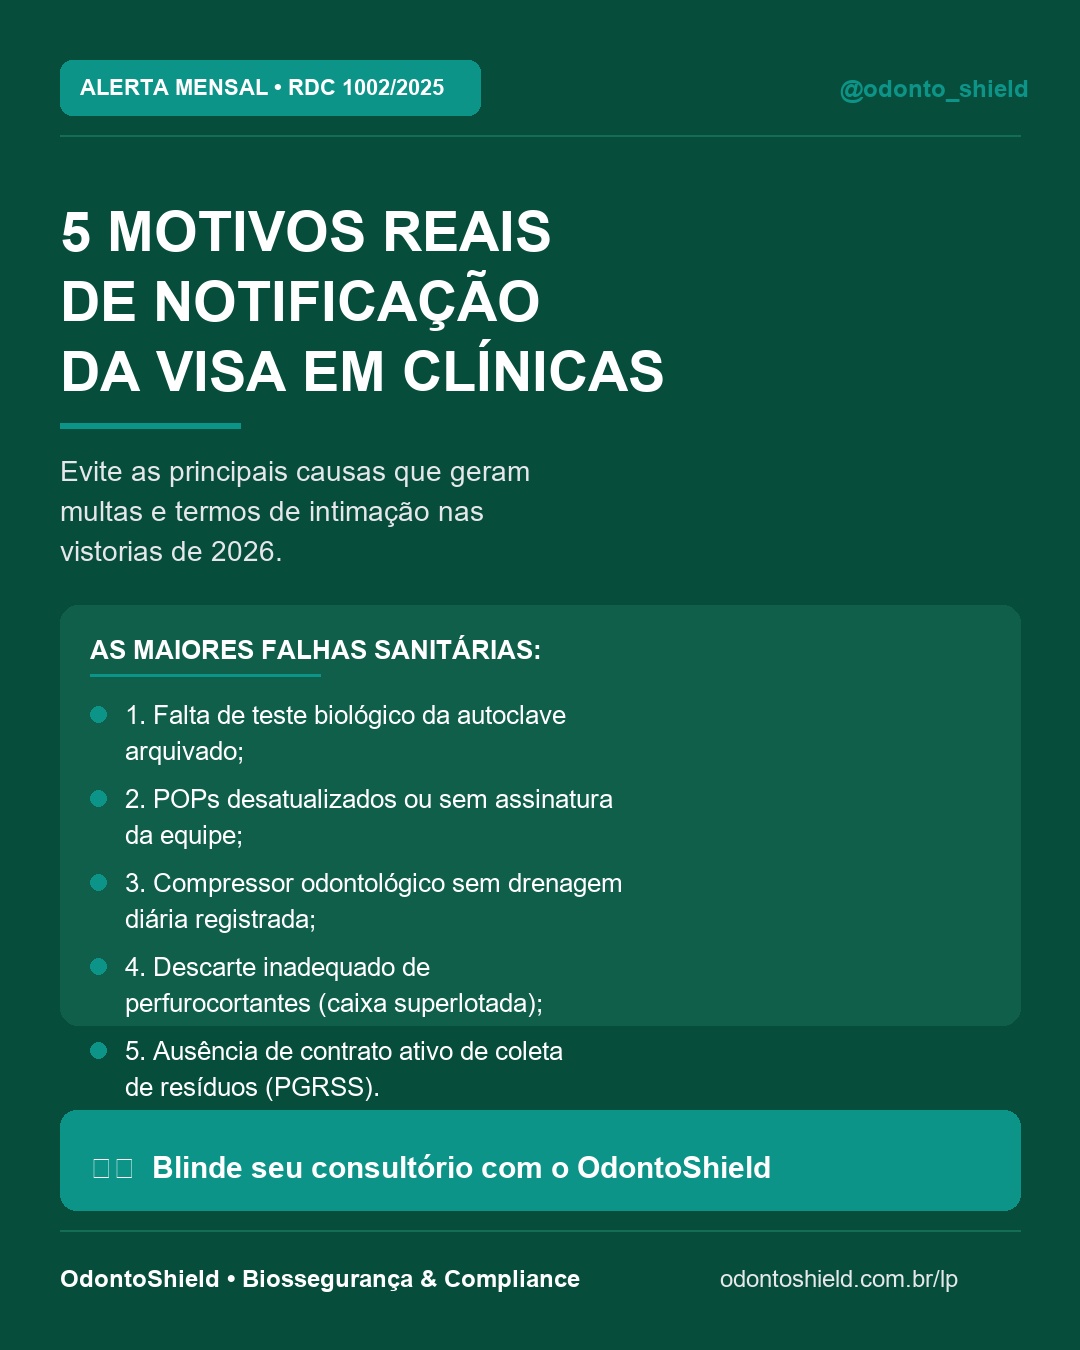 ALERTA MENSAL • RDC 1002/2025
@odonto_shield
5 MOTIVOS REAIS
DE NOTIFICAÇÃO
DA VISA EM CLÍNICAS
Evite as principais causas que geram
multas e termos de intimação nas
vistorias de 2026.
AS MAIORES FALHAS SANITÁRIAS:
1. Falta de teste biológico da autoclave
arquivado;
2. POPs desatualizados ou sem assinatura
da equipe;
3. Compressor odontológico sem drenagem
diária registrada;
4. Descarte inadequado de
perfurocortantes (caixa superlotada);
5. Ausência de contrato ativo de coleta
de resíduos (PGRSS).
Blinde seu consultório com o OdontoShield
OdontoShield • Biossegurança & Compliance
odontoshield.com.br/lp